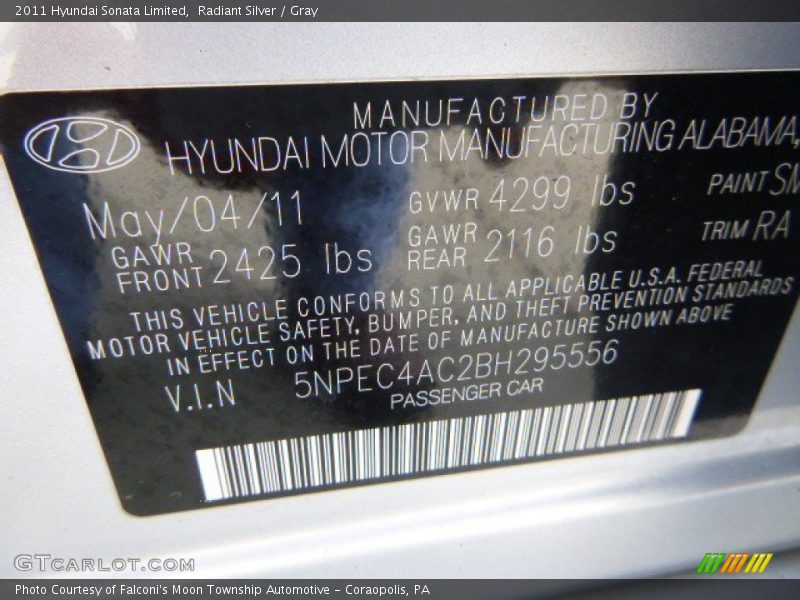 2011 Hyundai Sonata Limited,  Radiant Silver / Gray
MANUFACTURED BY
HYUNDAI MOTOR MANUFACTURING ALABAMA,
May/04/11 GVWR 4299 lbs PAINT SM
GAWR FRONT 2425 lbs GAWR REAR 2116 lbs TRIM RA
THIS VEHICLE CONFORMS TO ALL APPLICABLE U.S.A. FEDERAL
MOTOR VEHICLE SAFETY, BUMPER, AND THEFT PREVENTION STANDARDS
IN EFFECT ON THE DATE OF MANUFACTURE SHOWN ABOVE
V.I.N 5NPEC4AC2BH295556
PASSENGER CAR
GTCARLOT.COM
Photo Courtesy of Falconi's Moon Township Automotive – Coraopolis, PA